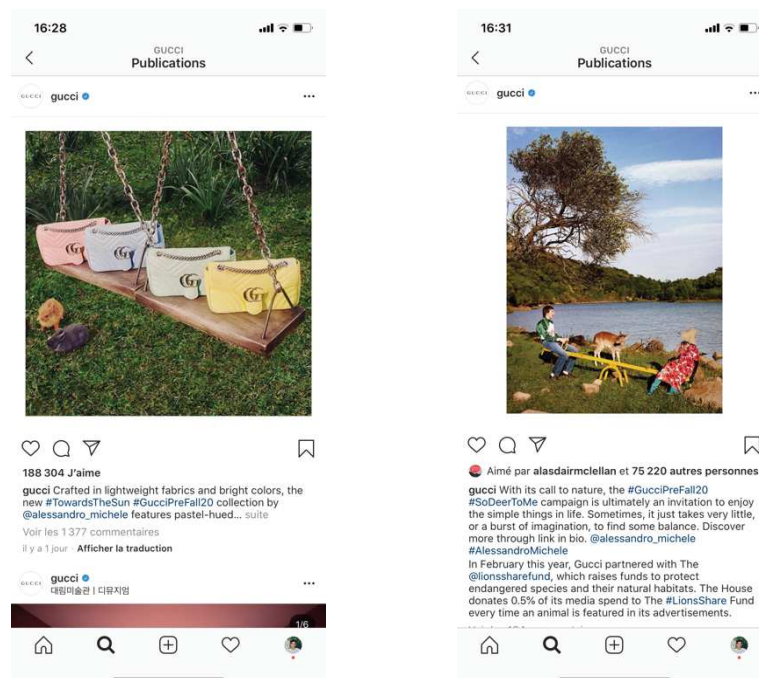 16:28
GUCCI
Publications
gucci
188 304 J’aime
gucci Crafted in lightweight fabrics and bright colors, the
new #TowardsTheSun #GucciPreFall20 collection by
@alessandro_michele features pastel-hued... suite
Voir les 1 377 commentaires
il y a 1 jour · Afficher la traduction
gucci
대림미술관 | 디뮤지엄
1/6
16:31
GUCCI
Publications
gucci
Aimé par alasdairmclellan et 75 220 autres personnes
gucci With its call to nature, the #GucciPreFall20
#SoDeerToMe campaign is ultimately an invitation to enjoy
the simple things in life. Sometimes, it just takes very little,
or a burst of imagination, to find some balance. Discover
more through link in bio. @alessandro_michele
#AlessandroMichele
In February this year, Gucci partnered with The
@lionssharefund, which raises funds to protect
endangered species and their natural habitats. The House
donates 0.5% of its media spend to The #LionsShare Fund
every time an animal is featured in its advertisements.